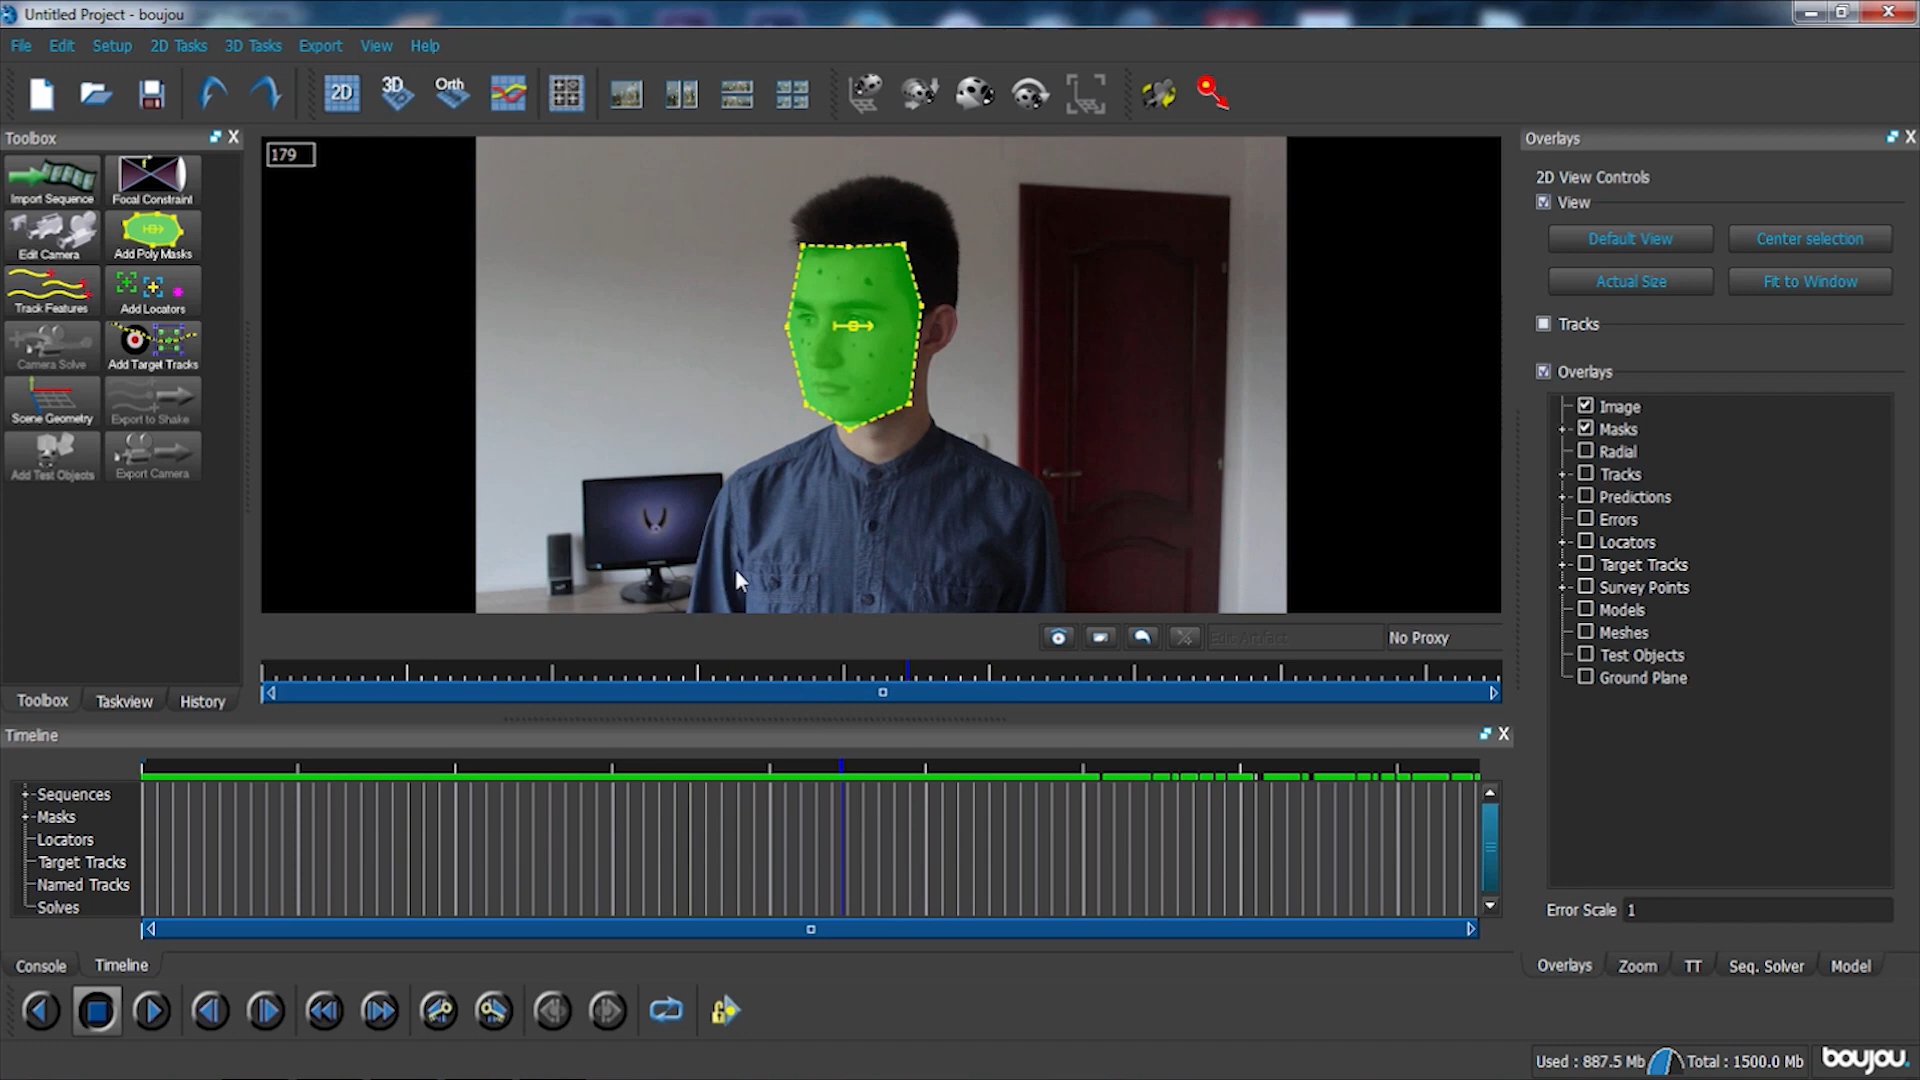 Untitled Project - boujou
File Edit Setup 2D Tasks 3D Tasks Export View Help
2D 3D Orth
Toolbox
Import Sequence Focal Constraint
Edit Camera Add Poly Masks
Track Features Add Locators
Camera Solve Add Target Tracks
Scene Geometry Export to Shake
Add Test Objects Export Camera
Toolbox Taskview History
179
Edit Artifact No Proxy
Overlays
2D View Controls
View
Default View Center selection
Actual Size Fit to Window
Tracks
Overlays
Image
Masks
Radial
Tracks
Predictions
Errors
Locators
Target Tracks
Survey Points
Models
Meshes
Test Objects
Ground Plane
Error Scale 1
Overlays Zoom TT Seq. Solver Model
Timeline
Sequences
Masks
Locators
Target Tracks
Named Tracks
Solves
Console Timeline
Used : 887.5 Mb Total : 1500.0 Mb boujou.